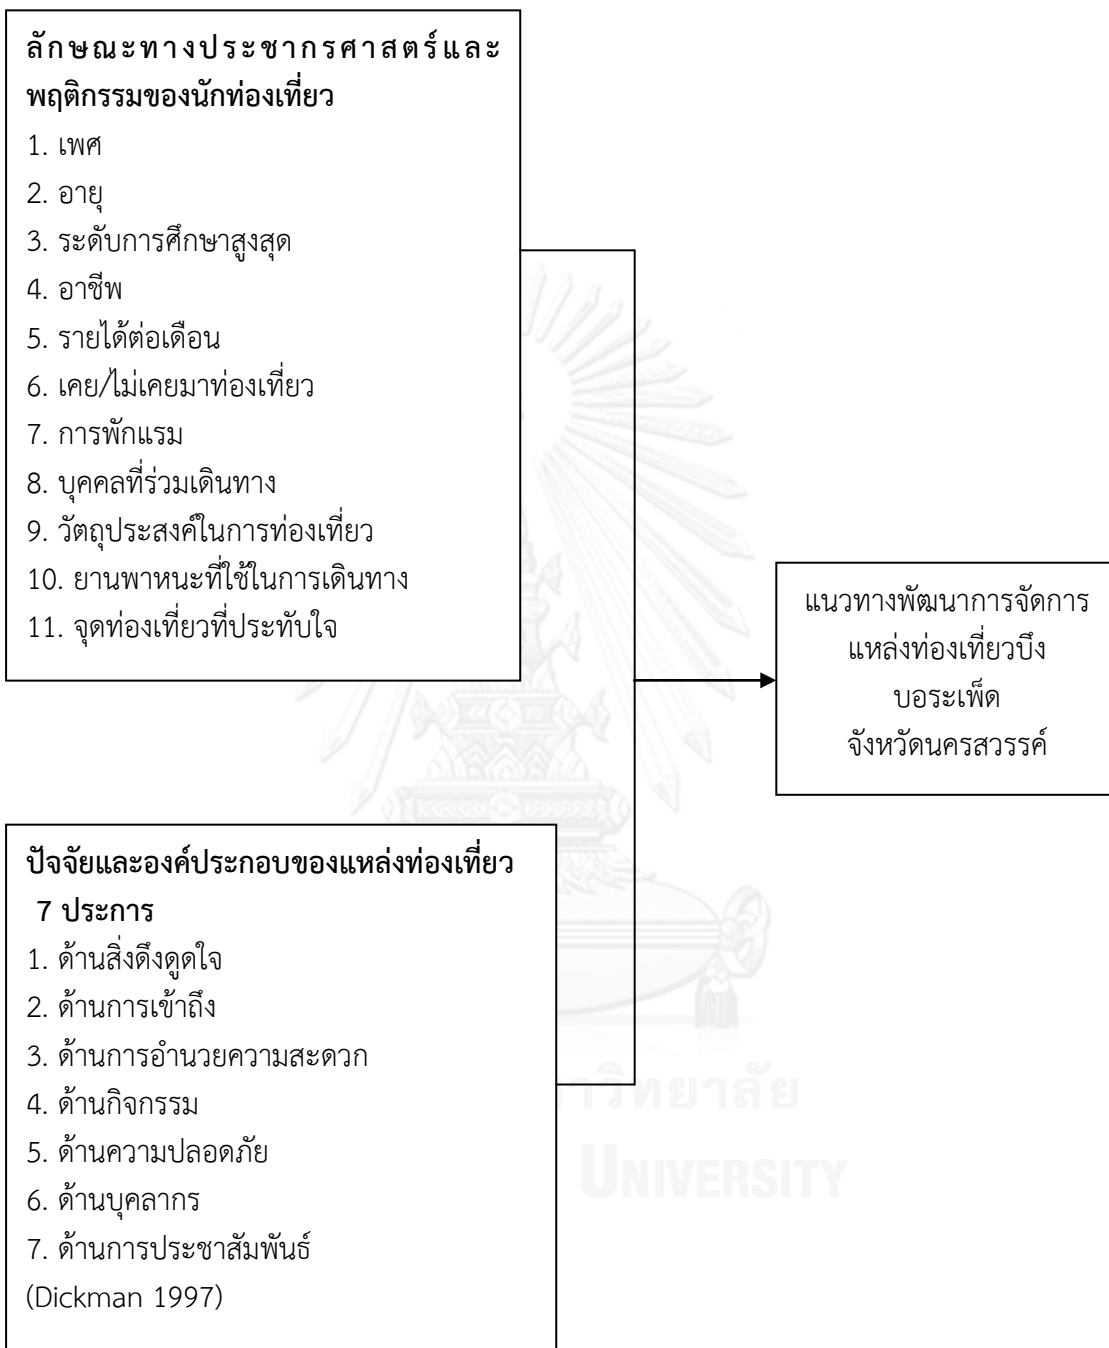 ลักษณะทางประชากรศาสตร์และ
พฤติกรรมของนักท่องเที่ยว
1. เพศ
2. อายุ
3. ระดับการศึกษาสูงสุด
4. อาชีพ
5. รายได้ต่อเดือน
6. เคย/ไม่เคยมาท่องเที่ยว
7. การพักแรม
8. บุคคลที่ร่วมเดินทาง
9. วัตถุประสงค์ในการท่องเที่ยว
10. ยานพาหนะที่ใช้ในการเดินทาง
11. จุดท่องเที่ยวที่ประทับใจ
แนวทางพัฒนาการจัดการ
แหล่งท่องเที่ยวบึง
บอระเพ็ด
จังหวัดนครสวรรค์
ปัจจัยและองค์ประกอบของแหล่งท่องเที่ยว
7 ประการ
1. ด้านสิ่งดึงดูดใจ
2. ด้านการเข้าถึง
3. ด้านการอำนวยความสะดวก
4. ด้านกิจกรรม
5. ด้านความปลอดภัย
6. ด้านบุคลากร
7. ด้านการประชาสัมพันธ์
(Dickman 1997)
UNIVERSITY